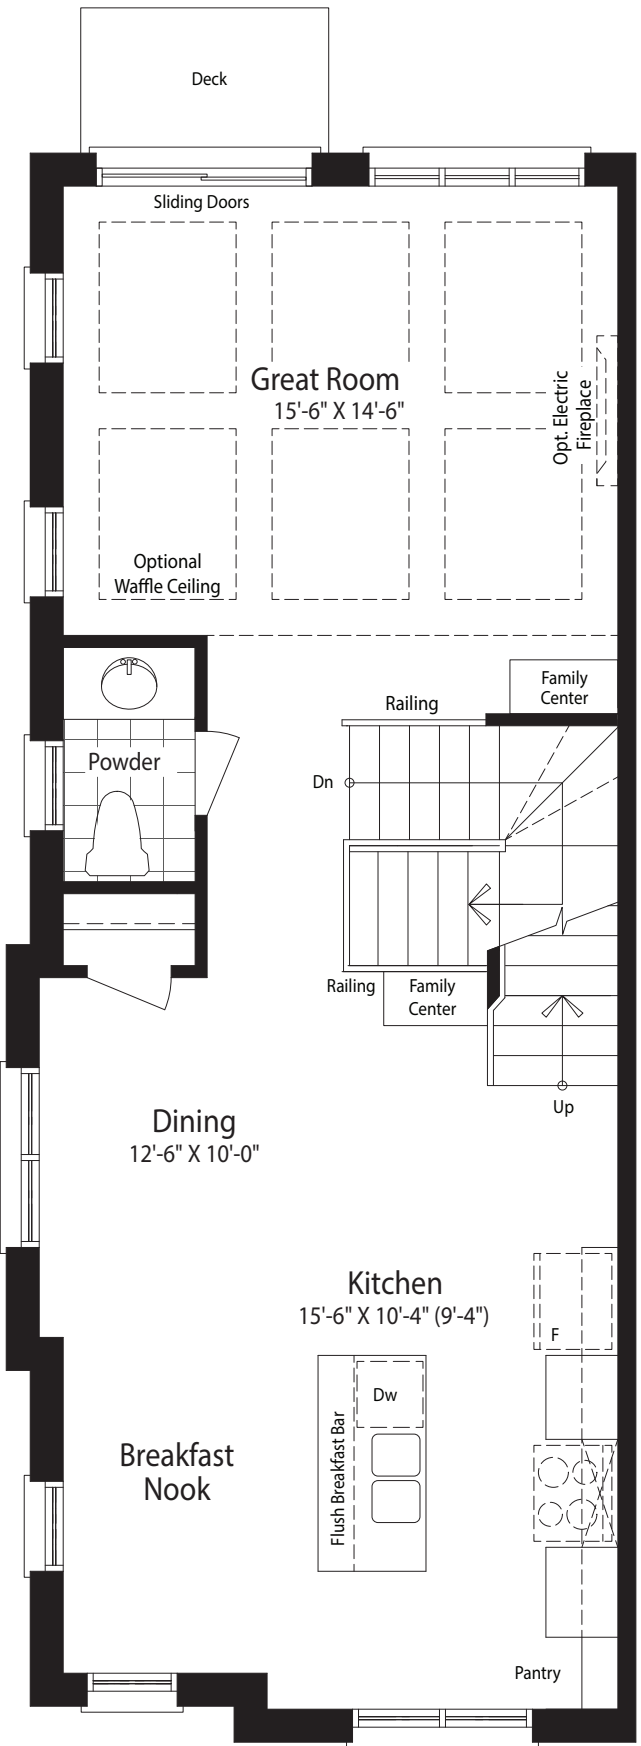 Deck
Sliding Doors
Great Room
15'-6" X 14'-6"
Opt. Electric
Fireplace
Optional
Waffle Ceiling
Family
Center
Railing
Powder
Dn
Railing
Family
Center
Up
Dining
12'-6" X 10'-0"
Kitchen
15'-6" X 10'-4" (9'-4")
F
Dw
Flush Breakfast Bar
Breakfast
Nook
Pantry